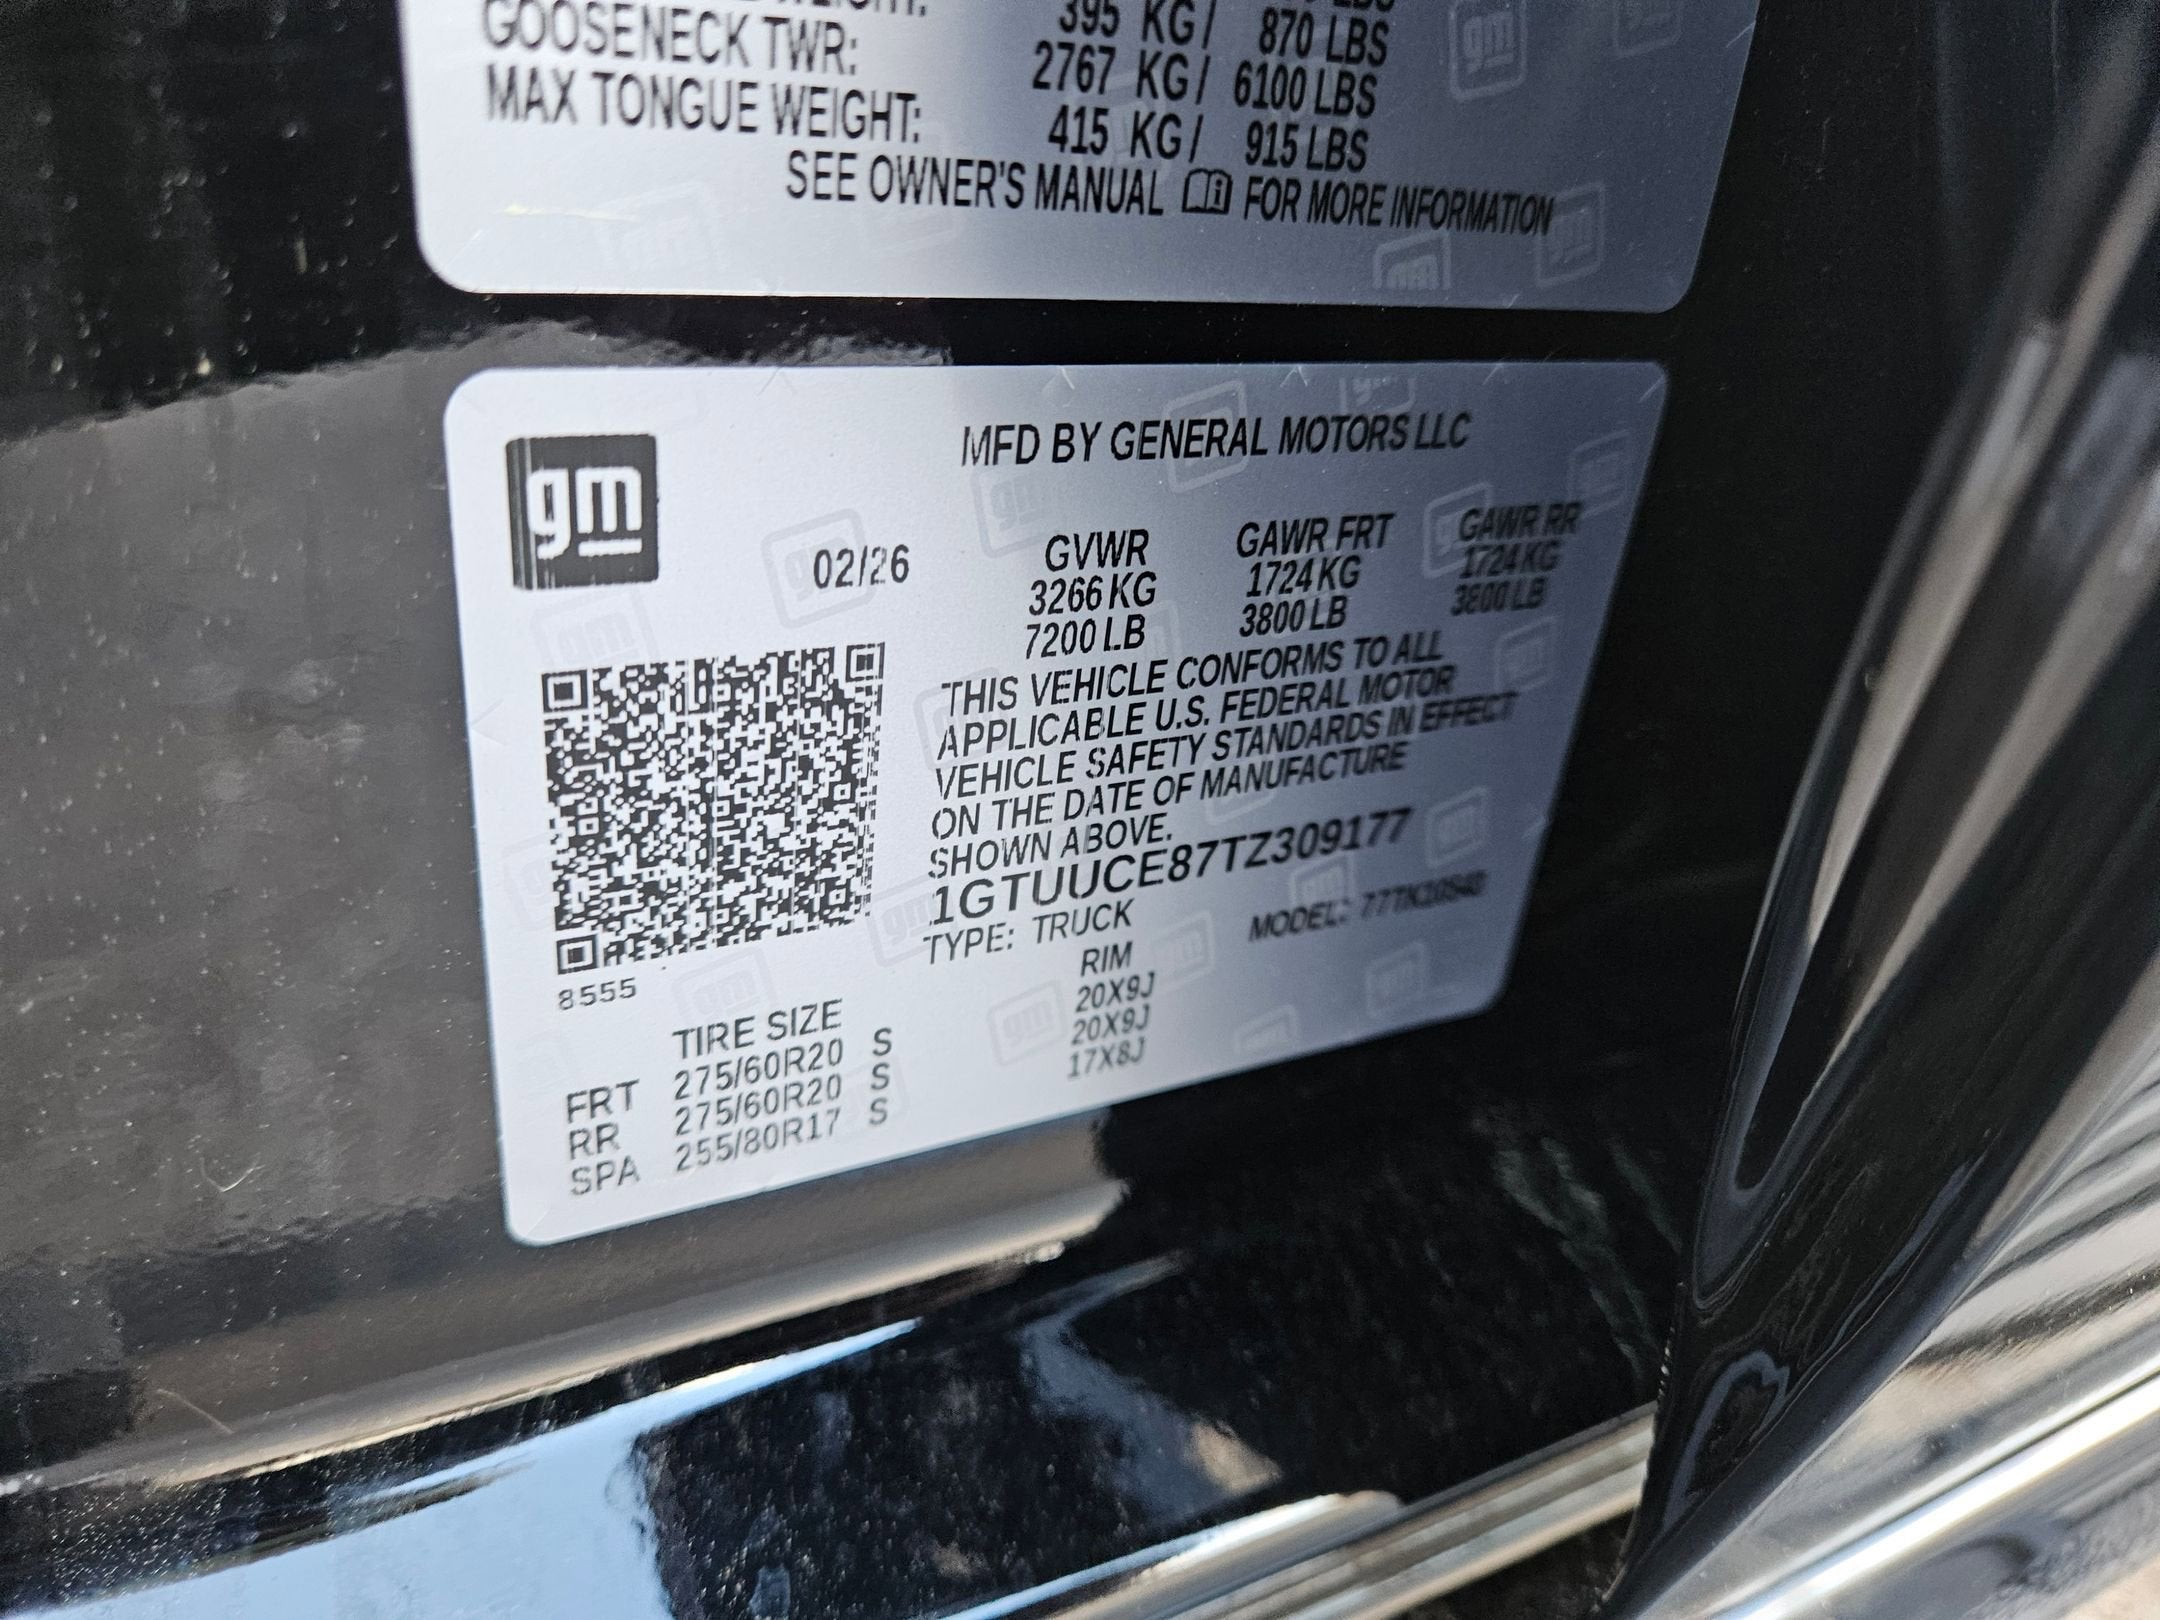 395 KG / 870 LBS
GOOSENECK TWR: 2767 KG / 6100 LBS
MAX TONGUE WEIGHT: 415 KG / 915 LBS
SEE OWNER'S MANUAL FOR MORE INFORMATION
gm
MFD BY GENERAL MOTORS LLC
02/26 GVWR GAWR FRT GAWR RR
3266 KG 1724 KG 1724 KG
7200 LB 3800 LB 3800 LB
THIS VEHICLE CONFORMS TO ALL
APPLICABLE U.S. FEDERAL MOTOR
VEHICLE SAFETY STANDARDS IN EFFECT
ON THE DATE OF MANUFACTURE
SHOWN ABOVE.
1GTUUCE87TZ309177
TYPE: TRUCK MODEL:
8555
TIRE SIZE RIM
FRT 275/60R20 S 20X9J
RR 275/60R20 S 20X9J
SPA 255/80R17 S 17X8J